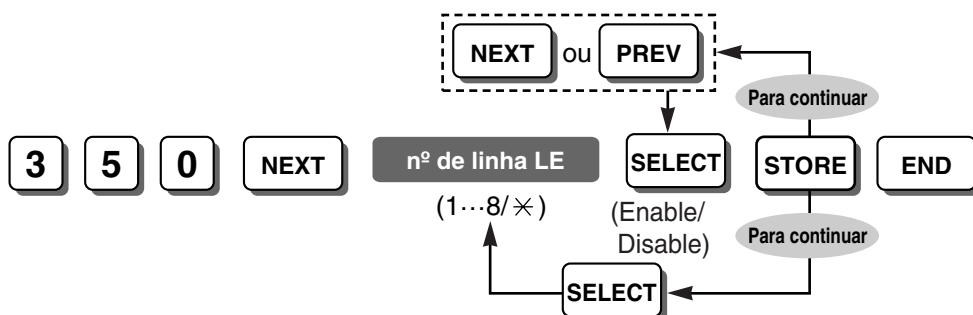 NEXT ou PREV
Para continuar
3 5 0 NEXT nº de linha LE SELECT STORE END
(1···8/✳)
(Enable/
Disable)
Para continuar
SELECT